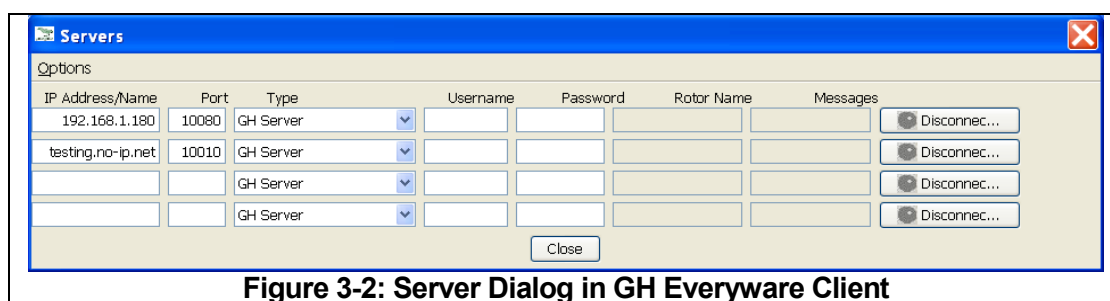 Servers
Options
IP Address/Name Port Type Username Password Rotor Name Messages
192.168.1.180 10080 GH Server Disconnec...
testing.no-ip.net 10010 GH Server Disconnec...
GH Server Disconnec...
GH Server Disconnec...
Close
Figure 3-2: Server Dialog in GH Everyware Client